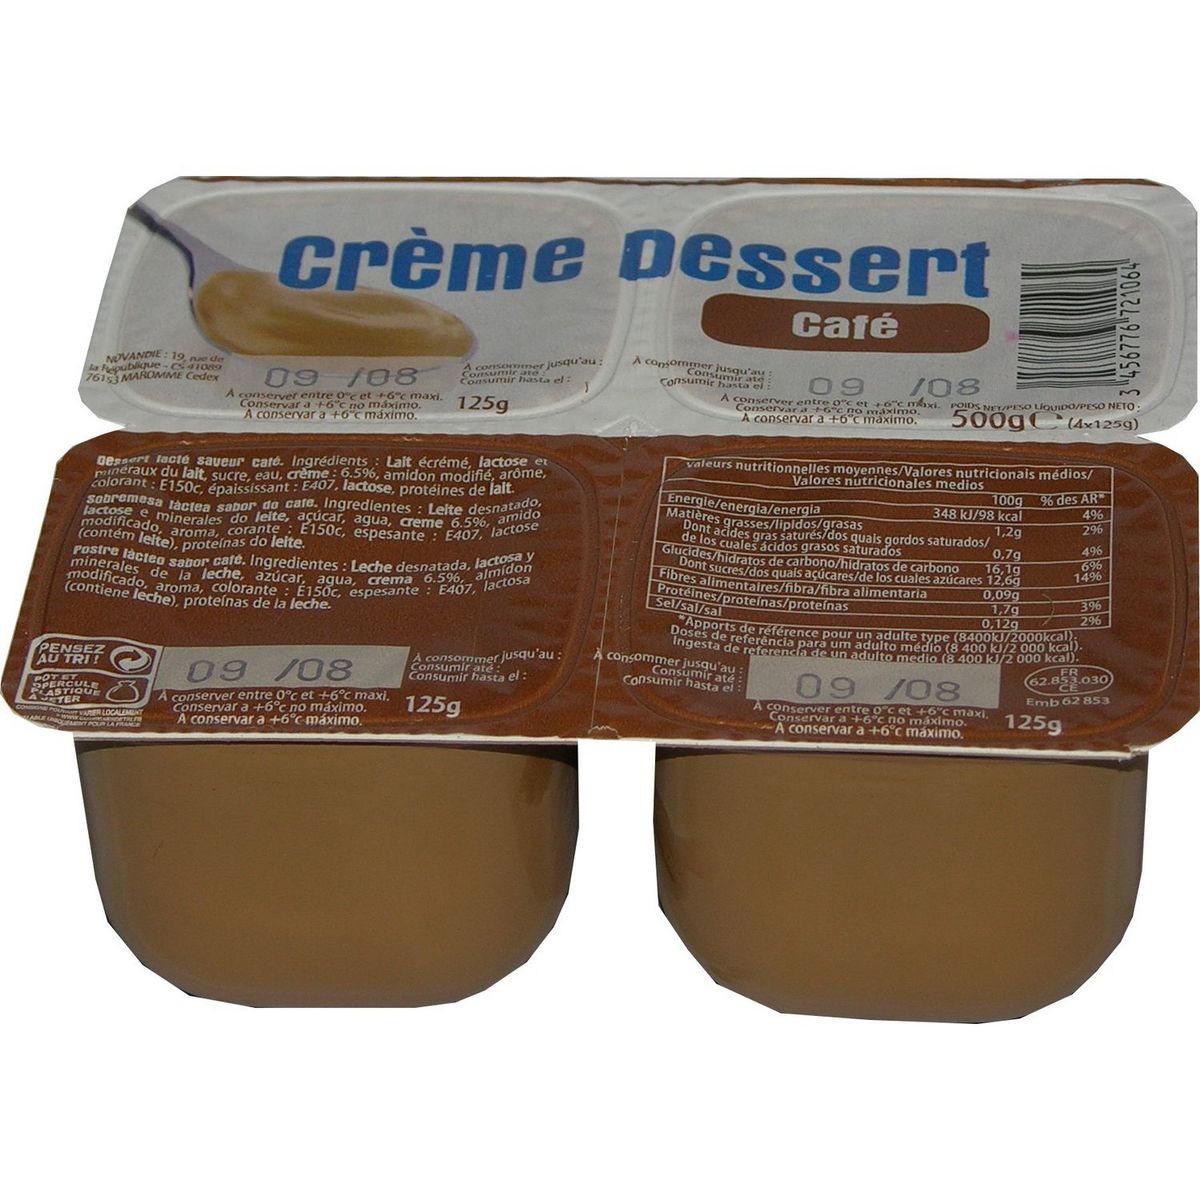 Crème Dessert
Café
NOVANDIE : 19, rue de
la République - CS 41089
76153 MAROMME Cedex
09 /08
À consommer jusqu'au :
Consumir até :
Consumir hasta el :
À conserver entre 0°c et +6°c maxi.
Conservar a +6°c no máximo.
A conservar a +6°c máximo.
125g
À consommer jusqu'au :
Consumir até :
Consumir hasta el :
09 /08
À conserver entre 0°c et +6°c maxi.
Conservar a +6°c no máximo.
A conservar a +6°c máximo.
POIDS NET/PESO LÍQUIDO/PESO NETO :
500g e (4x125g)
3 456776 721064
Dessert lacté saveur café. Ingrédients : Lait écrémé, lactose et
minéraux du lait, sucre, eau, crème : 6.5%, amidon modifié, arôme,
colorant : E150c, épaississant : E407, lactose, protéines de lait.
Sobremesa láctea sabor do café. Ingredientes : Leite desnatado,
lactose e minerales do leite, açúcar, agua, creme 6.5%, amido
modificado, aroma, corante : E150c, espesante : E407, lactose
(contém leite), proteínas do leite.
Postre lácteo sabor café. Ingredientes : Leche desnatada, lactosa y
minerales de la leche, azúcar, agua, crema 6.5%, almidon
modificado, aroma, colorante : E150c, espesante : E407, lactosa
(contiene leche), proteínas de la leche.
PENSEZ
AU TRI !
POT ET
OPERCULE
PLASTIQUE
À JETER
CONSIGNE POUVANT VARIER LOCALEMENT
09 /08
À consommer jusqu'au :
Consumir até :
Consumir hasta el :
À conserver entre 0°c et +6°c maxi.
Conservar a +6°c no máximo.
A conservar a +6°c máximo.
125g
Valeurs nutritionnelles moyennes/Valores nutricionais médios/
Valores nutricionales medios
100g % des AR*
Energie/energia/energía 348 kJ/98 kcal 4%
Matières grasses/lípidos/grasas 1,2g 2%
Dont acides gras saturés/dos quais gordos saturados/
de los cuales ácidos grasos saturados 0,7g 4%
Glucides/hidratos de carbono/hidratos de carbono 16,1g 6%
Dont sucres/dos quais açúcares/de los cuales azúcares 12,6g 14%
Fibres alimentaires/fibra/fibra alimentaria 0,09g
Protéines/proteínas/proteínas 1,7g 3%
Sel/sal/sal 0,12g 2%
*Apports de référence pour un adulte type (8400kJ/2000kcal).
Doses de referência para um adulto médio (8 400 kJ/2 000 kcal).
Ingesta de referencia de un adulto medio (8 400 kJ/2 000 kcal).
À consommer jusqu'au :
Consumir até :
Consumir hasta el :
09 /08
À conserver entre 0°c et +6°c maxi.
Conservar a +6°c no máximo.
A conservar a +6°c máximo.
125g
FR
62.853.030
CE
Emb 62 853